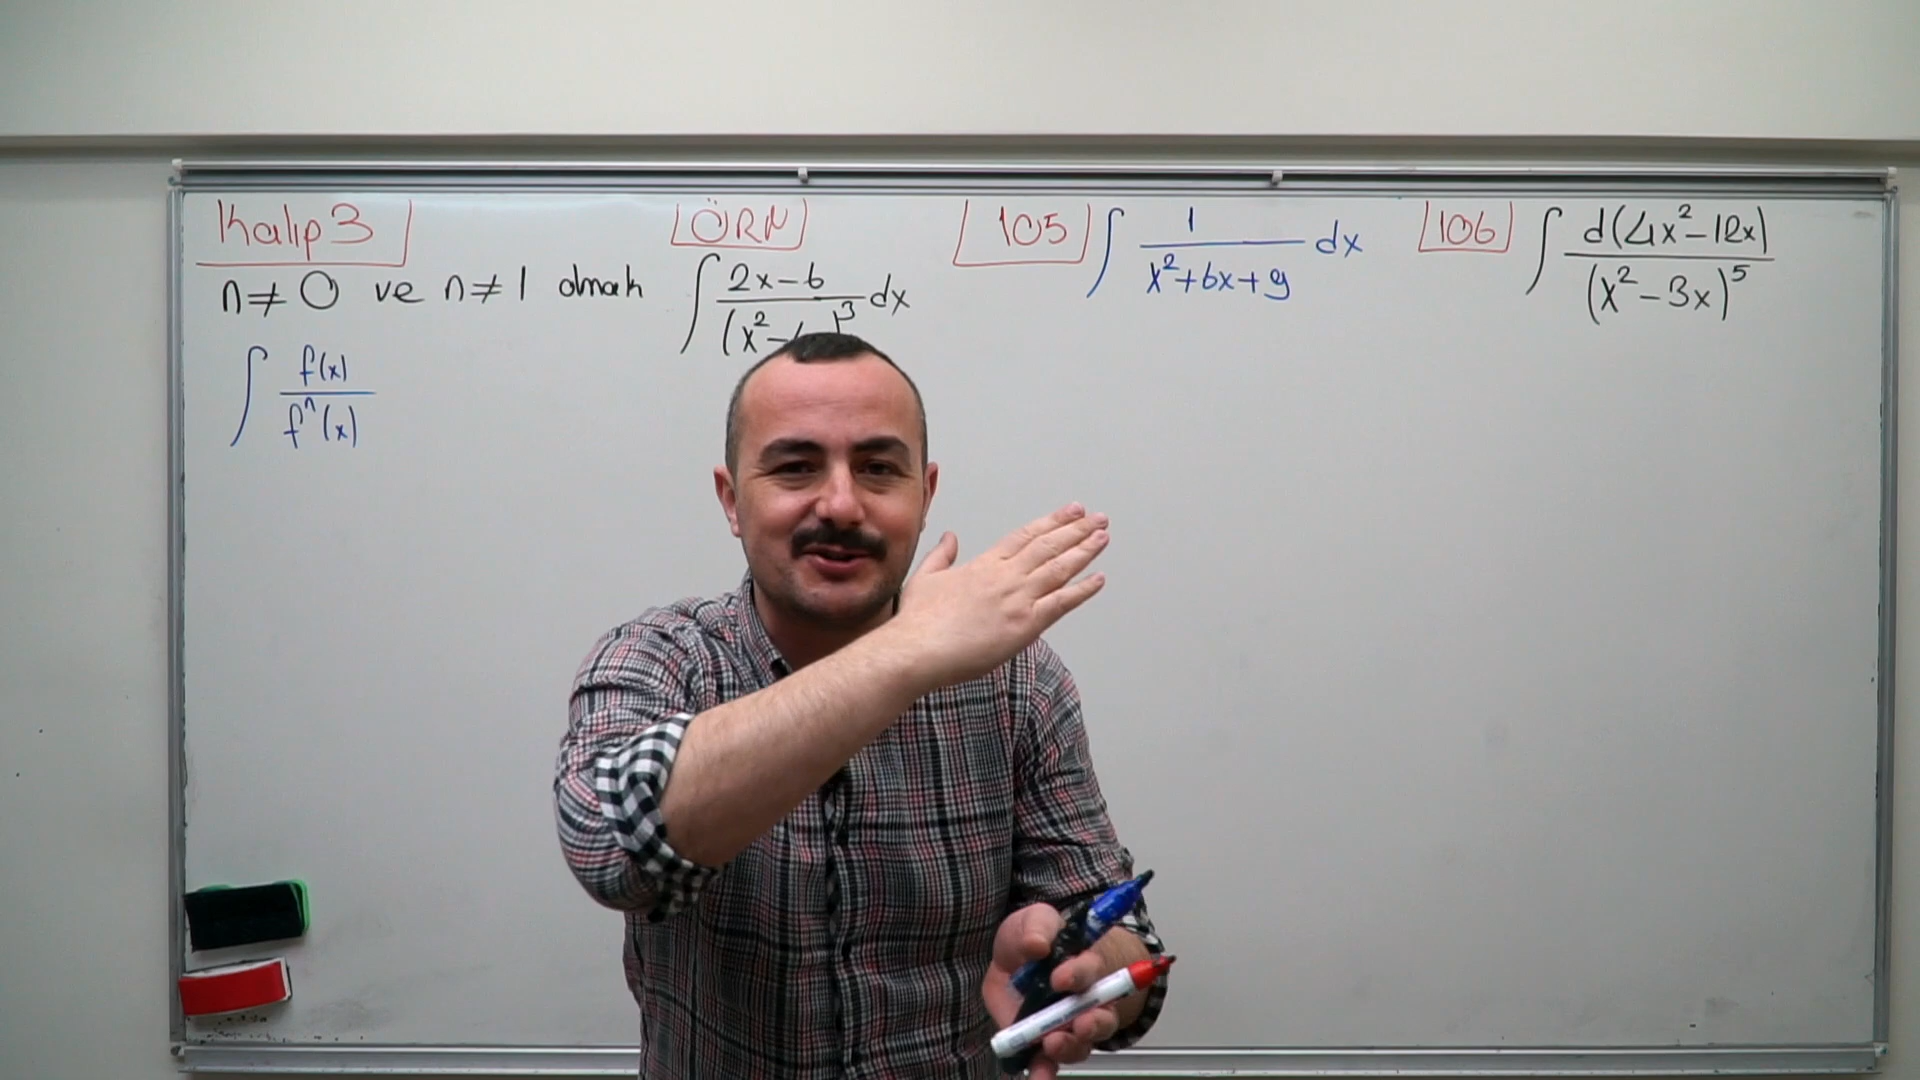 Kalıp 3
n≠0 ve n≠1 olmak
∫ f(x) / fⁿ(x)
ÖRN
∫ 2x-6 / (x²- )³ dx
105 ∫ 1 / x²+6x+9 dx
106 ∫ d(4x²-12x) / (x²-3x)⁵